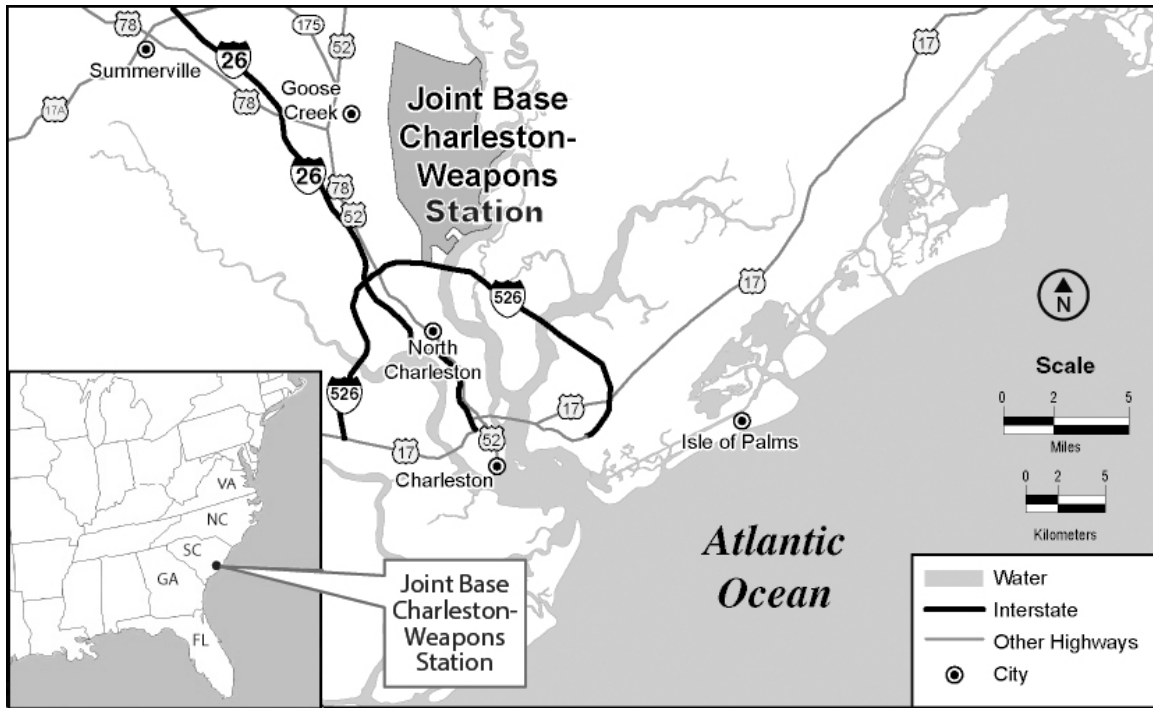 78
175
52
17
Summerville
26
Goose
Creek
78
17A
Joint Base
Charleston-
Weapons
Station
26
78
52
17
526
N
North
Charleston
Scale
0 2 5
Miles
526
17
Isle of Palms
17
52
Charleston
0 2 5
Kilometers
VA
NC
SC
GA
FL
Atlantic
Ocean
Joint Base
Charleston-
Weapons
Station
Water
Interstate
Other Highways
City